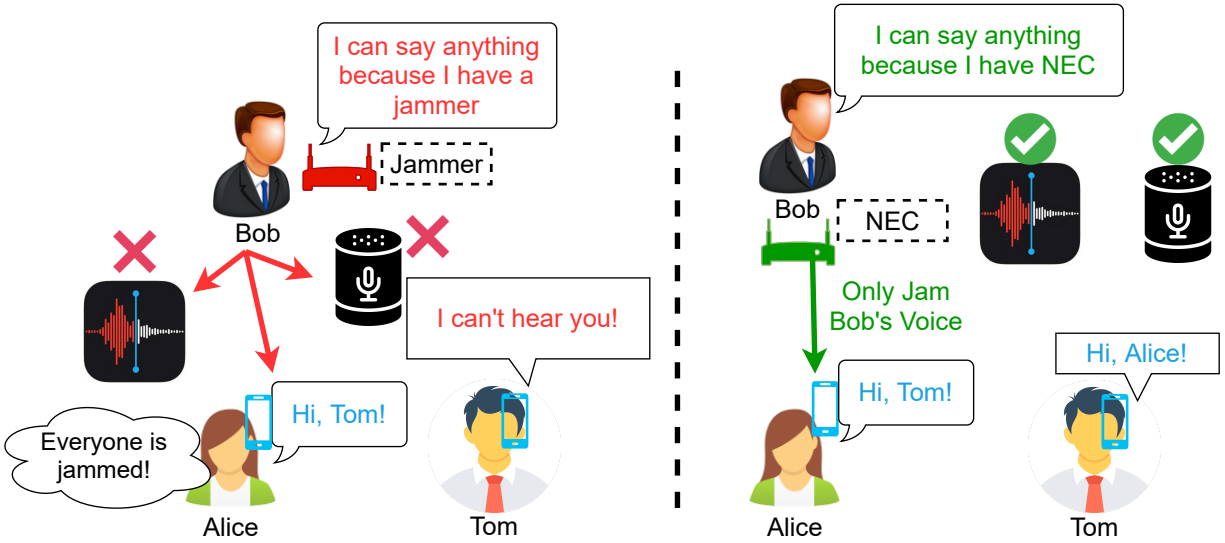 I can say anything
because I have a
jammer
Jammer
Bob
I can't hear you!
Hi, Tom!
Everyone is
jammed!
Alice
Tom
I can say anything
because I have NEC
Bob
NEC
Only Jam
Bob's Voice
Hi, Alice!
Hi, Tom!
Alice
Tom